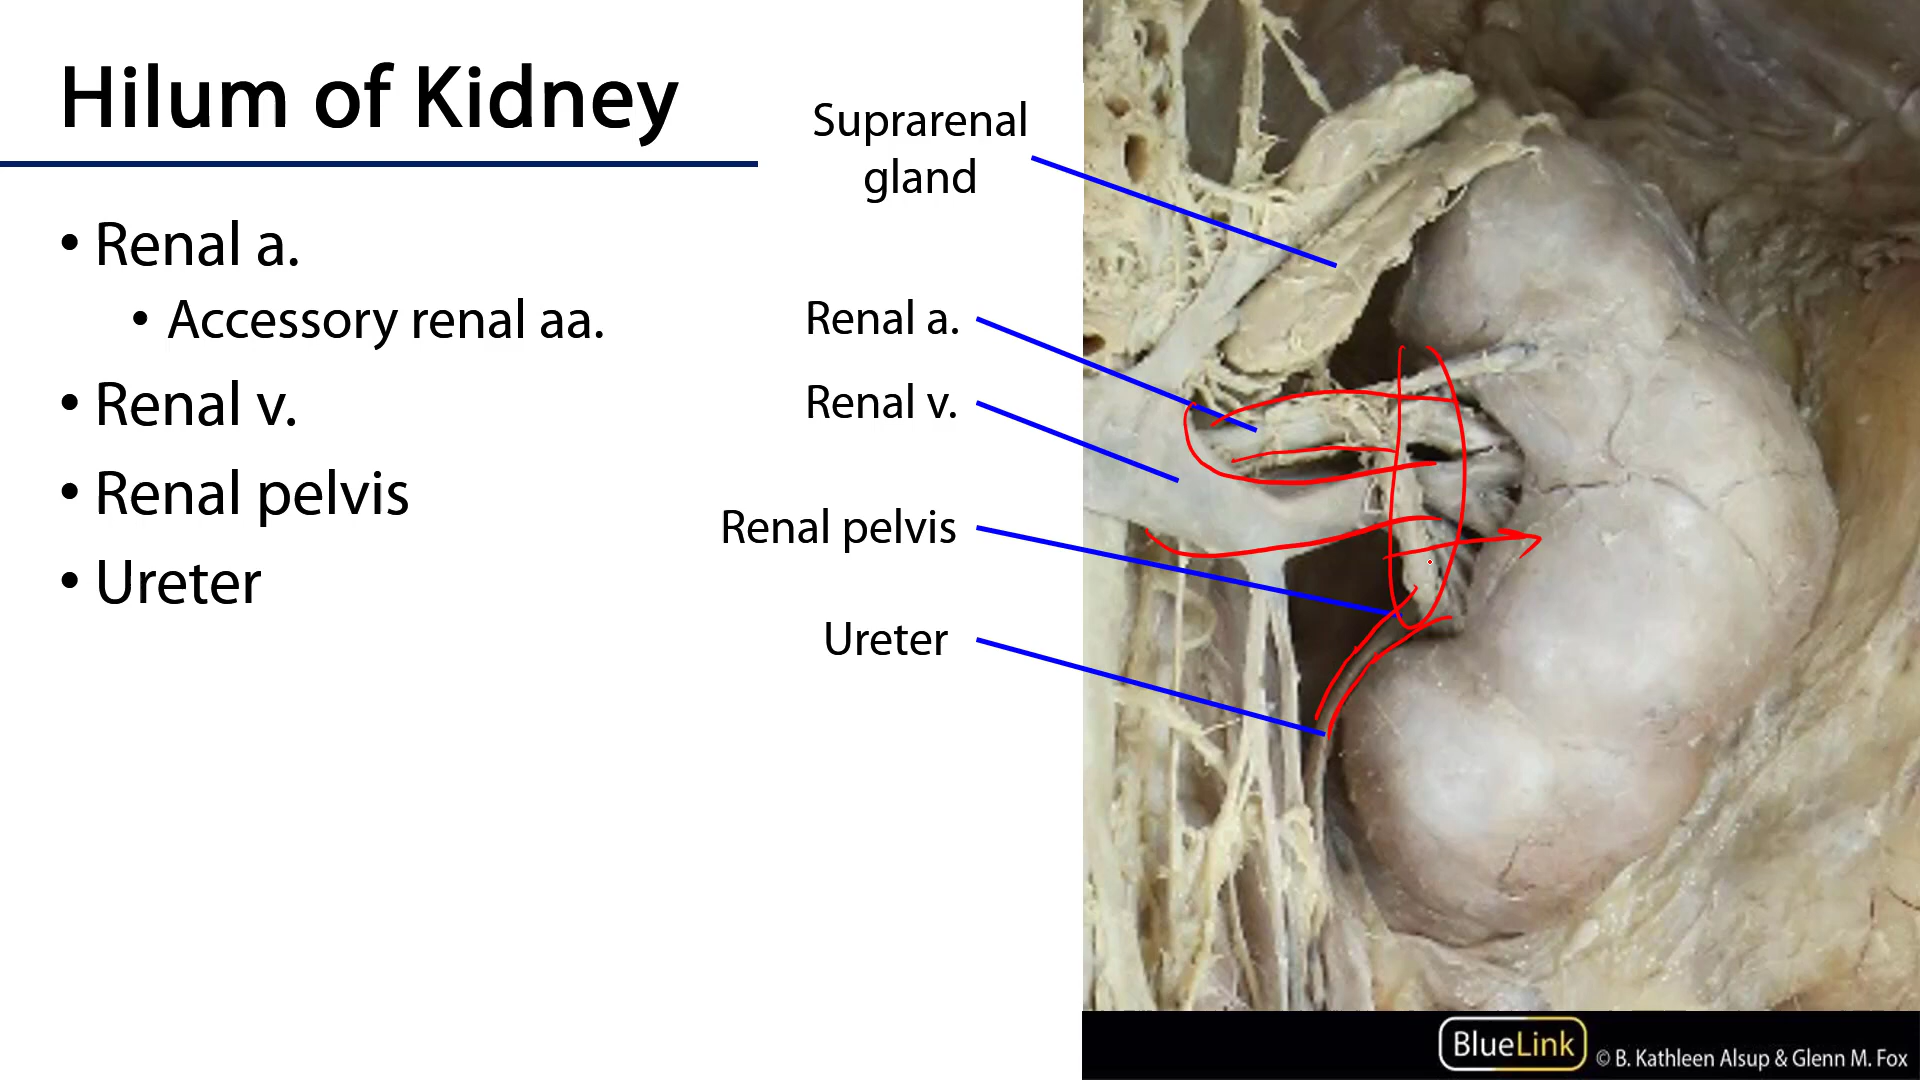 Hilum of Kidney
• Renal a.
• Accessory renal aa.
• Renal v.
• Renal pelvis
• Ureter
Suprarenal
gland
Renal a.
Renal v.
Renal pelvis
Ureter
BlueLink
© B. Kathleen Alsup & Glenn M. Fox